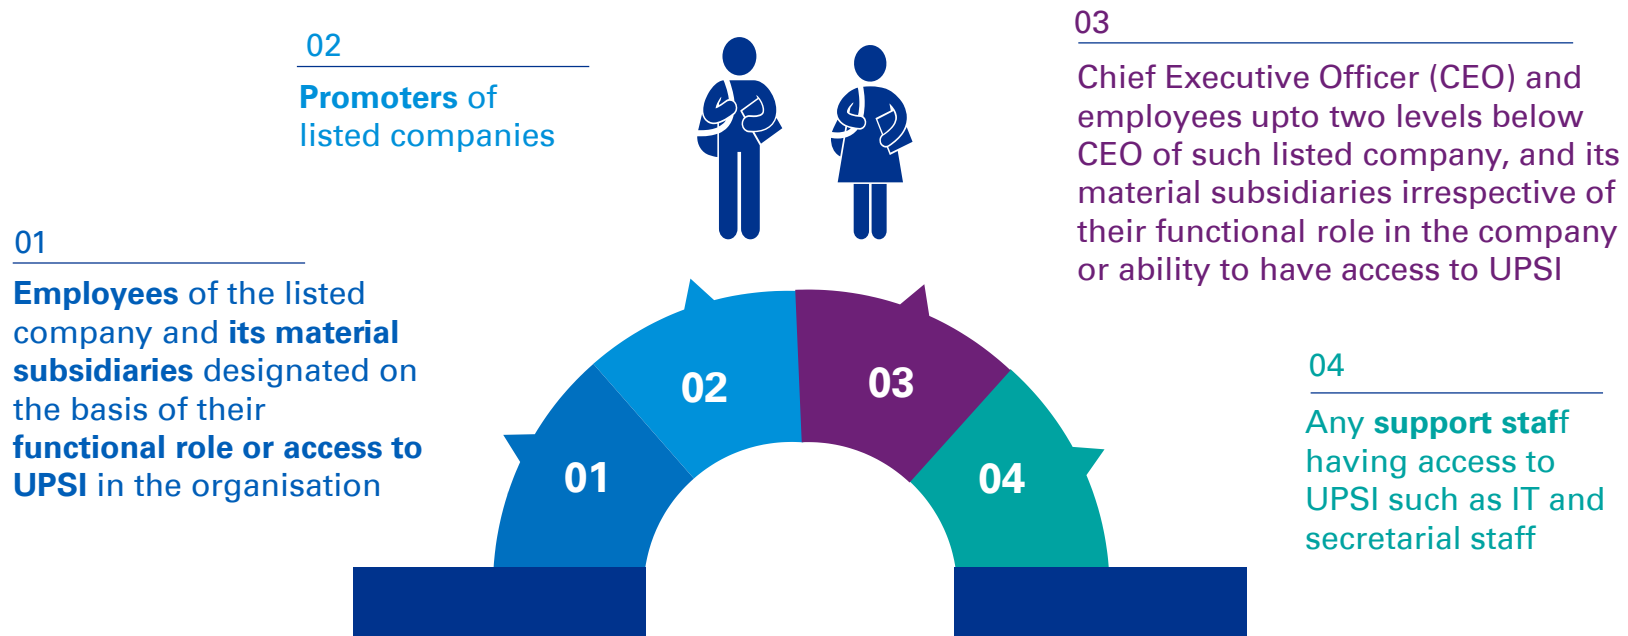 01
Employees of the listed
company and its material
subsidiaries designated on
the basis of their
functional role or access to
UPSI in the organisation
02
Promoters of
listed companies
03
Chief Executive Officer (CEO) and
employees upto two levels below
CEO of such listed company, and its
material subsidiaries irrespective of
their functional role in the company
or ability to have access to UPSI
04
Any support staff
having access to
UPSI such as IT and
secretarial staff
01
02
03
04